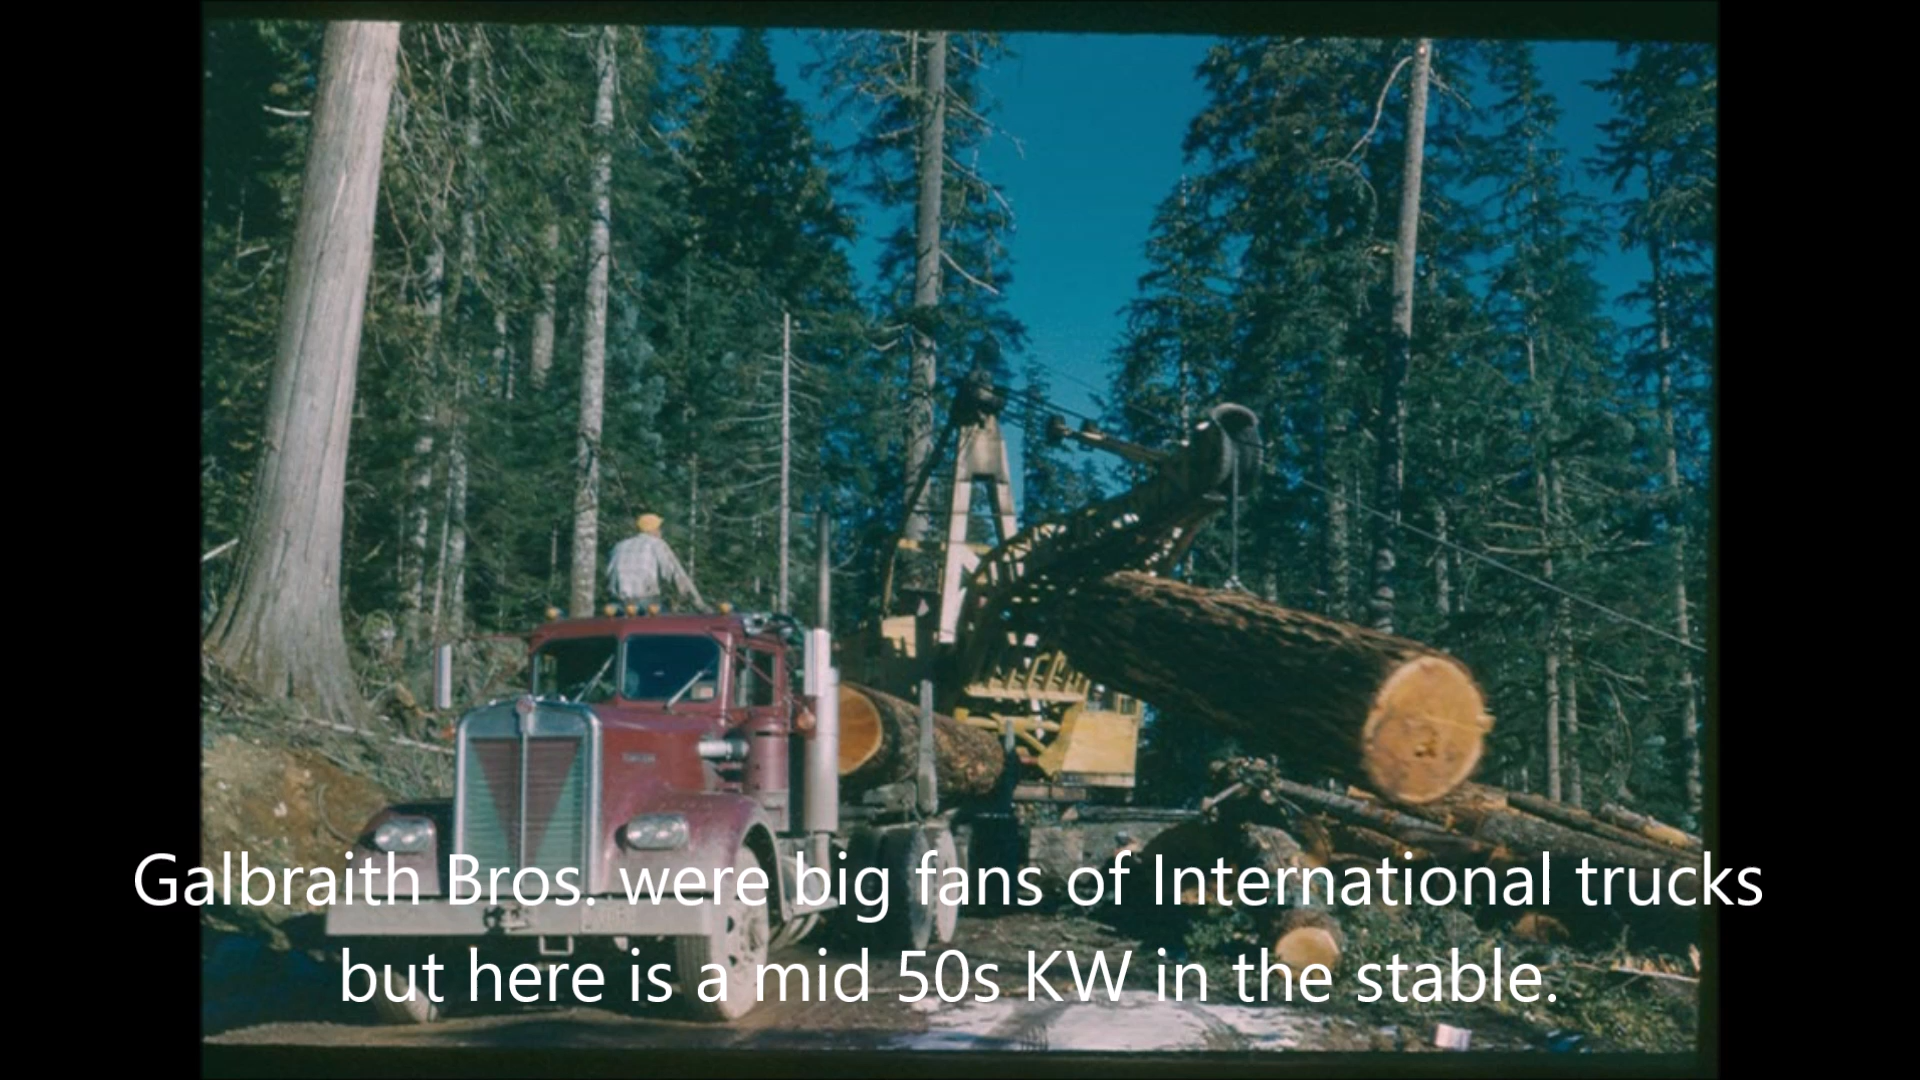 Galbraith Bros. were big fans of International trucks
but here is a mid 50s KW in the stable.